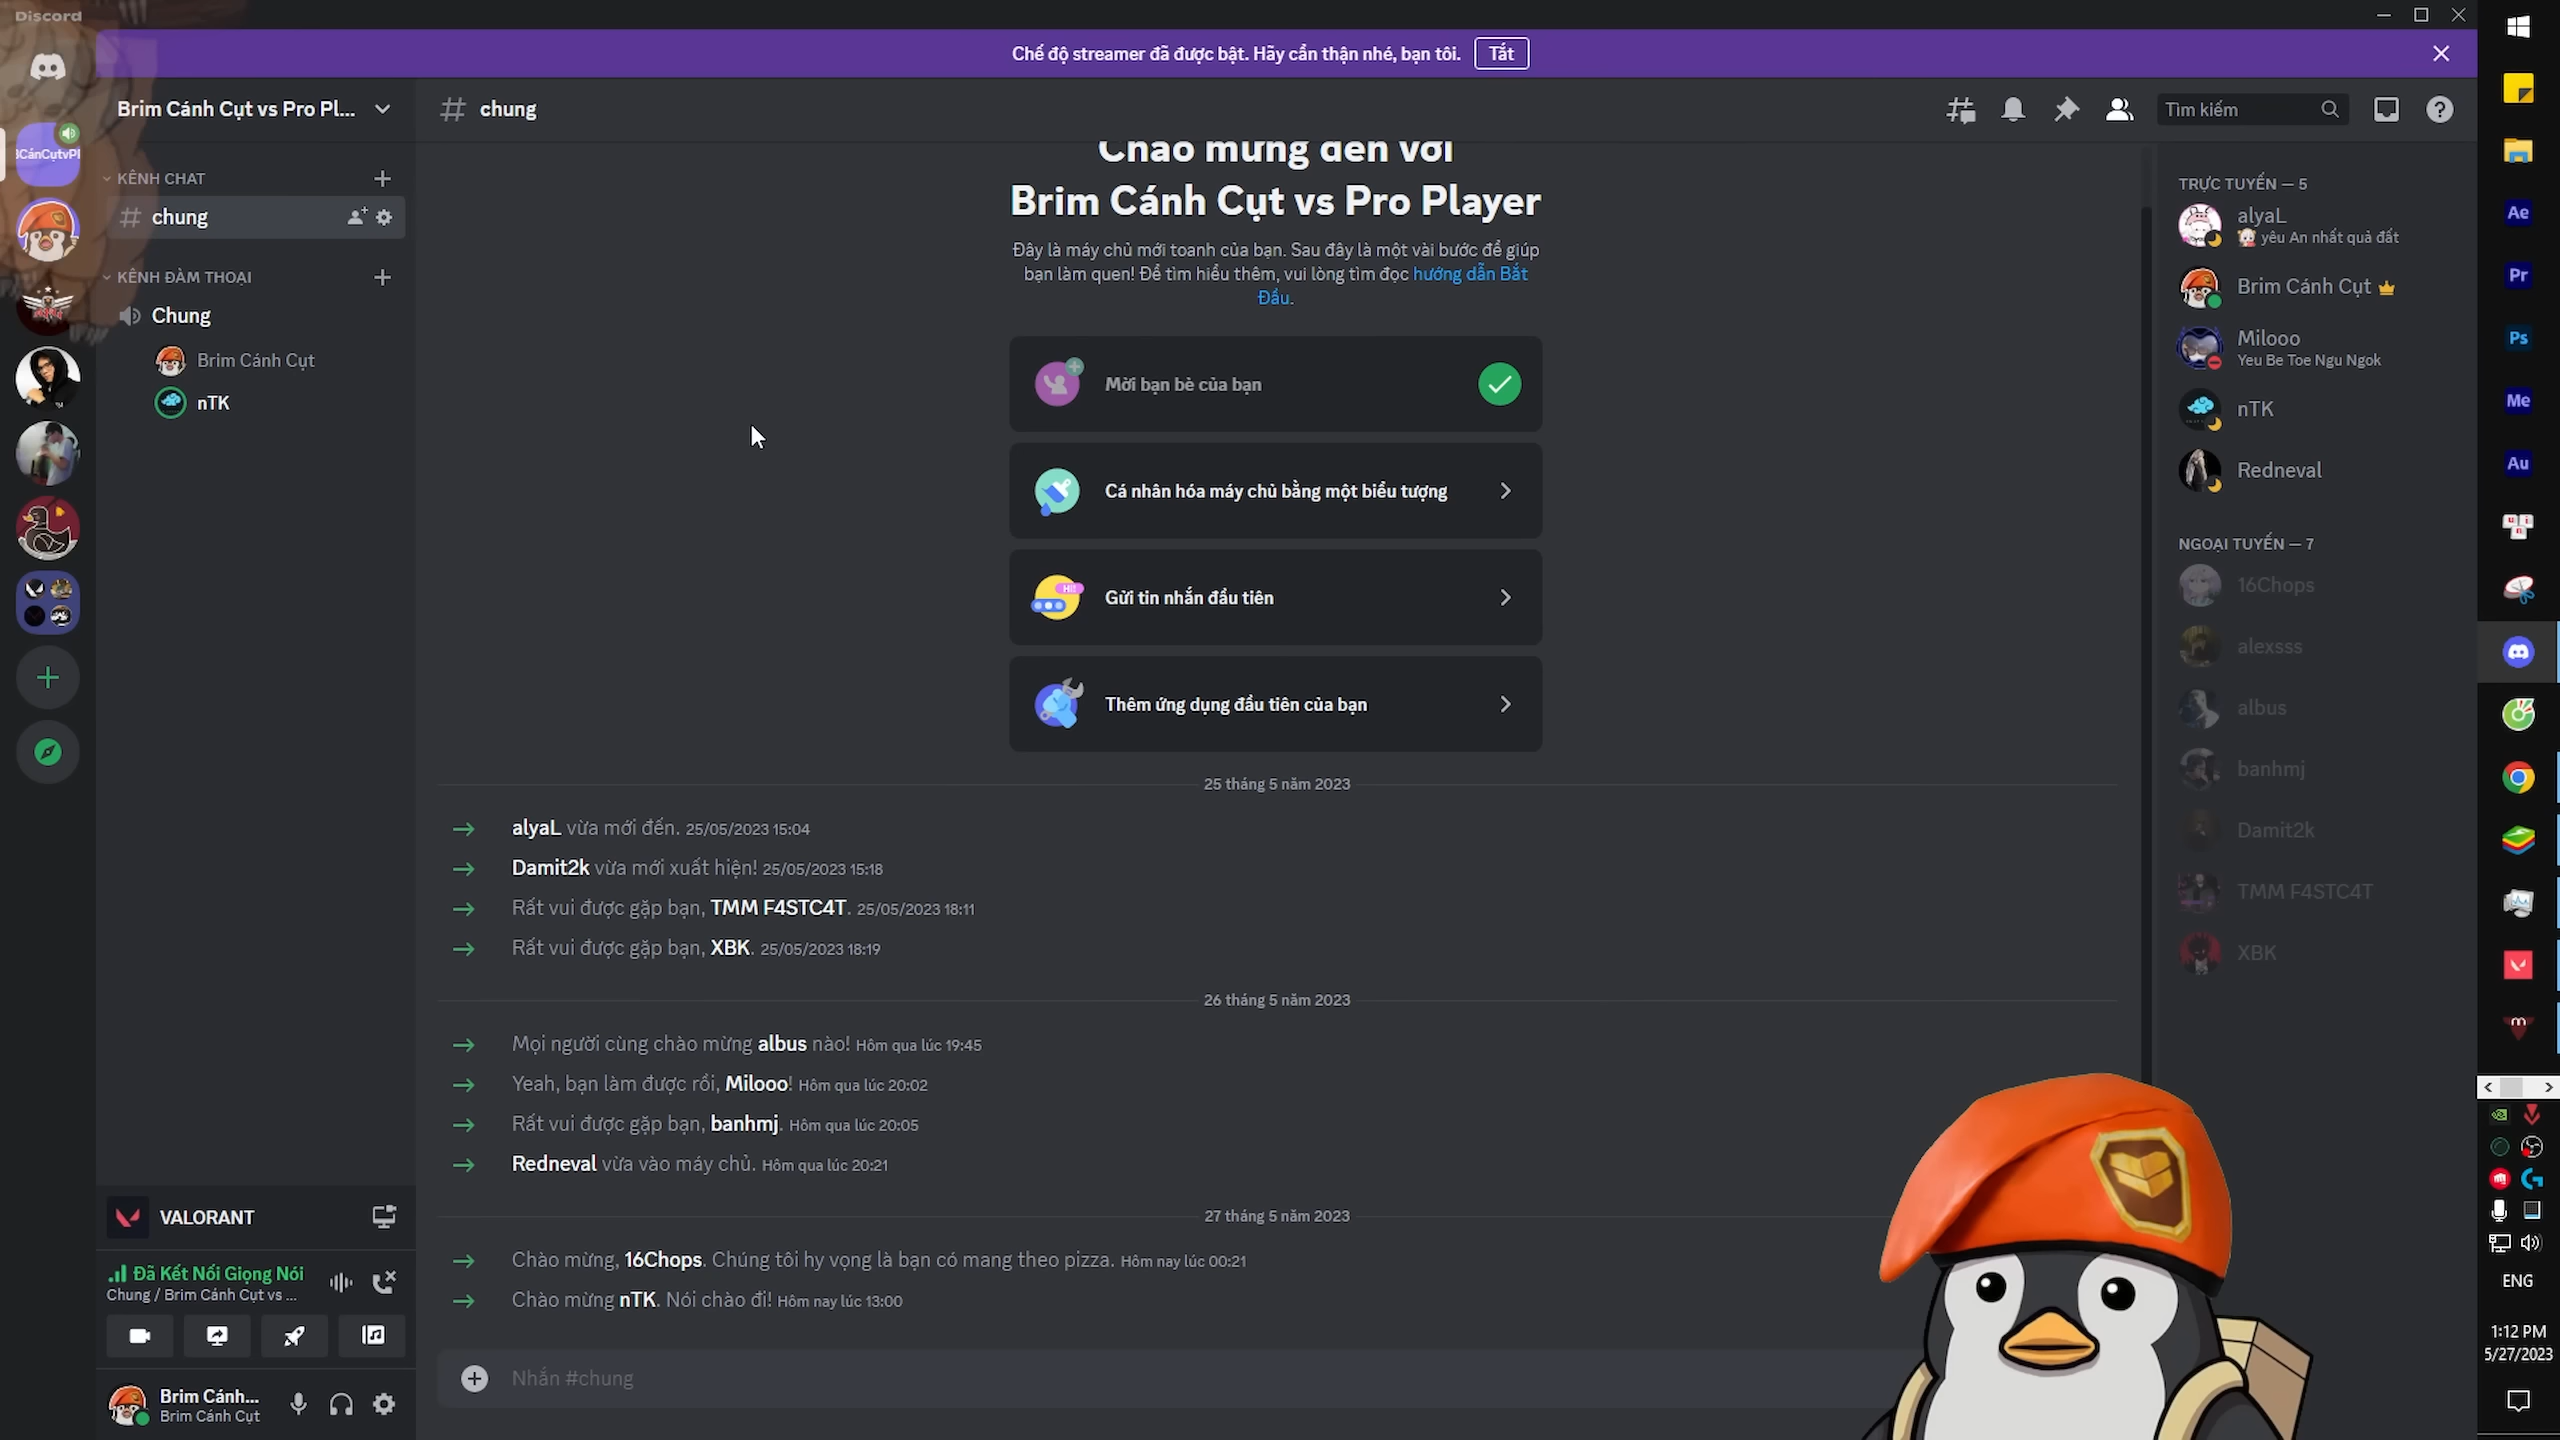 Discord
Chế độ streamer đã được bật. Hãy cẩn thận nhé, bạn tôi.
Tắt
Brim Cánh Cụt vs Pro Pl...
chung
Tìm kiếm
3CánCụtvPl
KÊNH CHAT
chung
KÊNH ĐÀM THOẠI
Chung
Brim Cánh Cụt
nTK
Chào mừng đến với
Brim Cánh Cụt vs Pro Player
Đây là máy chủ mới toanh của bạn. Sau đây là một vài bước để giúp
bạn làm quen! Để tìm hiểu thêm, vui lòng tìm đọc hướng dẫn Bắt
Đầu.
Mời bạn bè của bạn
Cá nhân hóa máy chủ bằng một biểu tượng
Hi!
Gửi tin nhắn đầu tiên
Thêm ứng dụng đầu tiên của bạn
25 tháng 5 năm 2023
alyaL vừa mới đến. 25/05/2023 15:04
Damit2k vừa mới xuất hiện! 25/05/2023 15:18
Rất vui được gặp bạn, TMM F4STC4T. 25/05/2023 18:11
Rất vui được gặp bạn, XBK. 25/05/2023 18:19
26 tháng 5 năm 2023
Mọi người cùng chào mừng albus nào! Hôm qua lúc 19:45
Yeah, bạn làm được rồi, Milooo! Hôm qua lúc 20:02
Rất vui được gặp bạn, banhmj. Hôm qua lúc 20:05
Redneval vừa vào máy chủ. Hôm qua lúc 20:21
27 tháng 5 năm 2023
Chào mừng, 16Chops. Chúng tôi hy vọng là bạn có mang theo pizza. Hôm nay lúc 00:21
Chào mừng nTK. Nói chào đi! Hôm nay lúc 13:00
Nhắn #chung
VALORANT
Đã Kết Nối Giọng Nói
Chung / Brim Cánh Cụt vs ...
Brim Cánh...
Brim Cánh Cụt
TRỰC TUYẾN — 5
alyaL
yêu An nhất quả đất
Brim Cánh Cụt
Milooo
Yeu Be Toe Ngu Ngok
nTK
Redneval
NGOẠI TUYẾN — 7
16Chops
alexsss
albus
banhmj
Damit2k
TMM F4STC4T
XBK
Ae
Pr
Ps
Me
Au
ENG
1:12 PM
5/27/2023